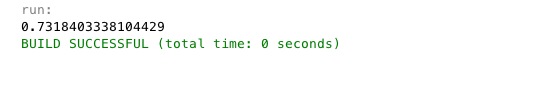 run:
0.7318403338104429
BUILD SUCCESSFUL (total time: 0 seconds)